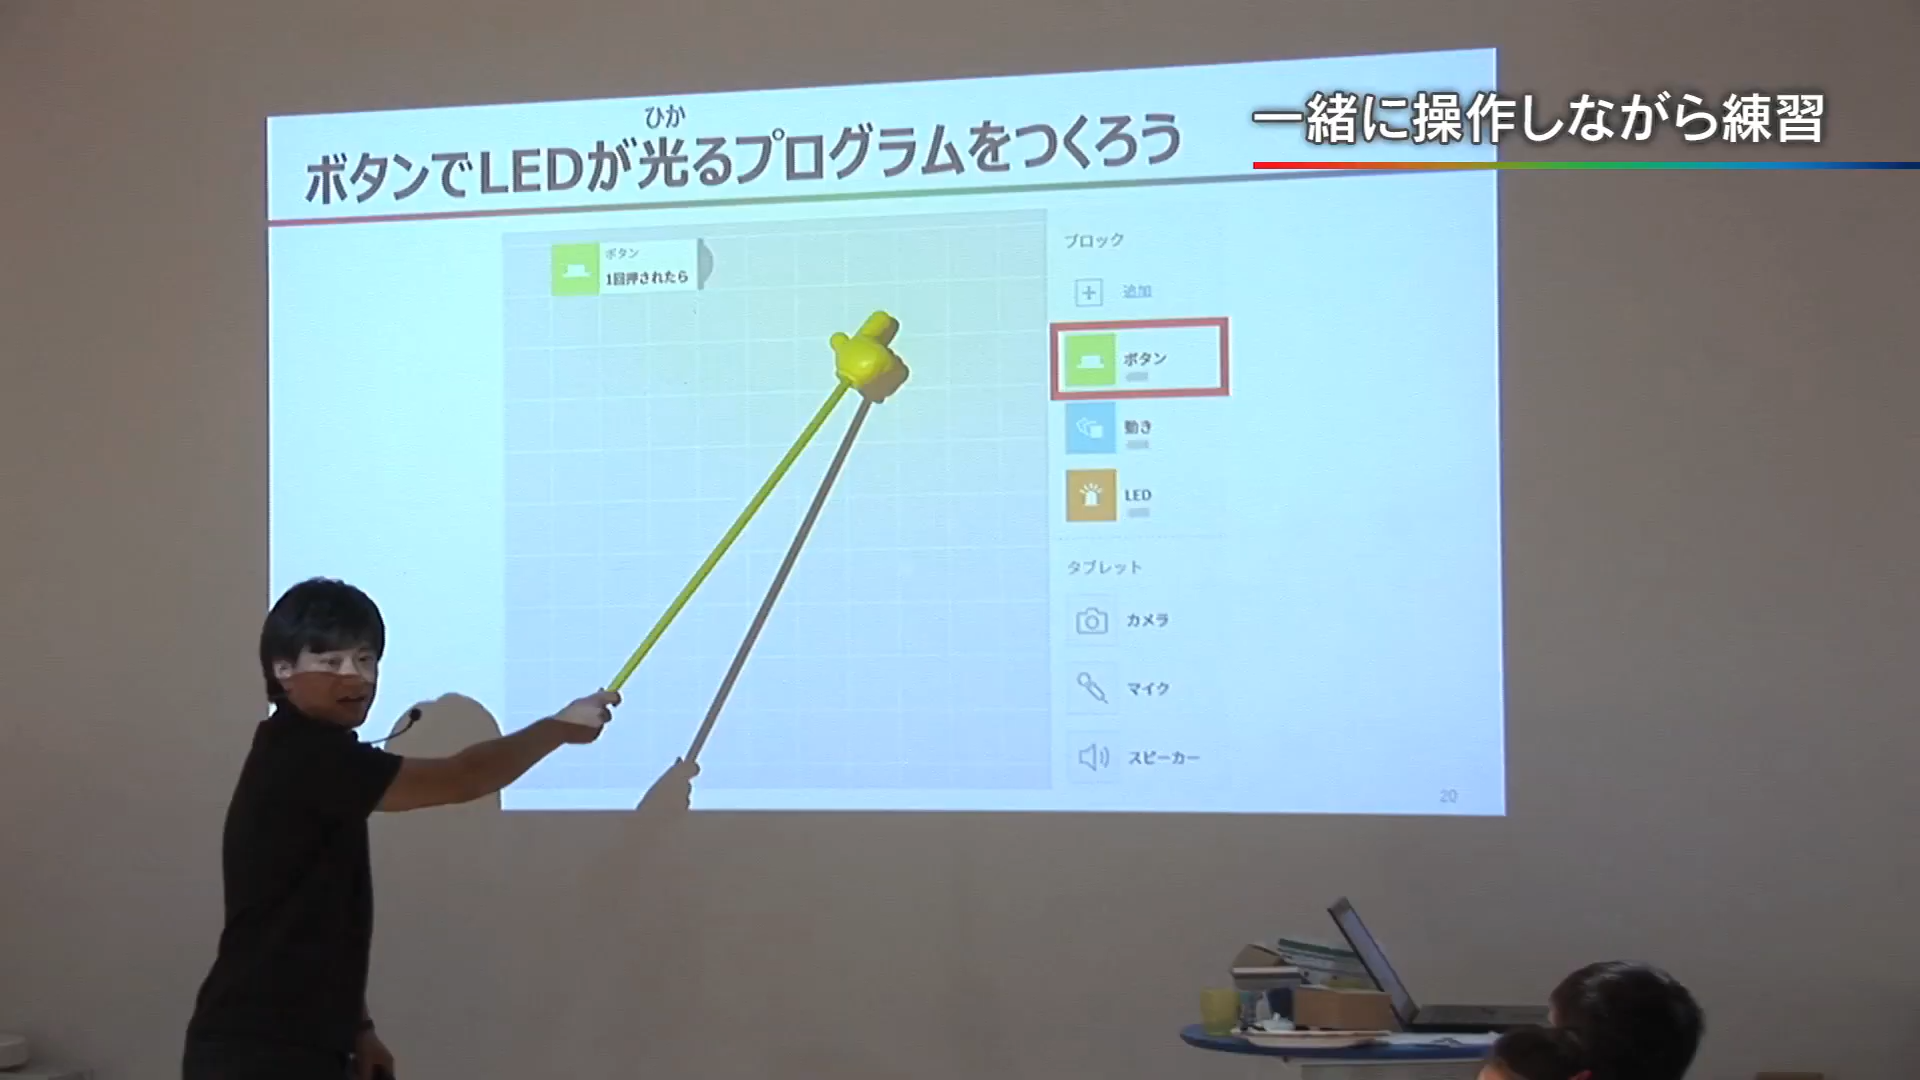 一緒に操作しながら練習
ひか
ボタンでLEDが光るプログラムをつくろう
ボタン
1回押されたら
ブロック
追加
ボタン
動き
LED
タブレット
カメラ
マイク
スピーカー
20